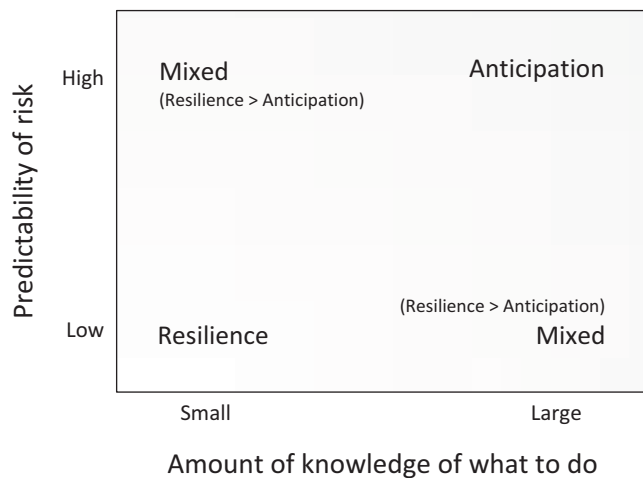 Predictability of risk
High
Mixed
(Resilience > Anticipation)
Anticipation
Low
Resilience
(Resilience > Anticipation)
Mixed
Small
Large
Amount of knowledge of what to do